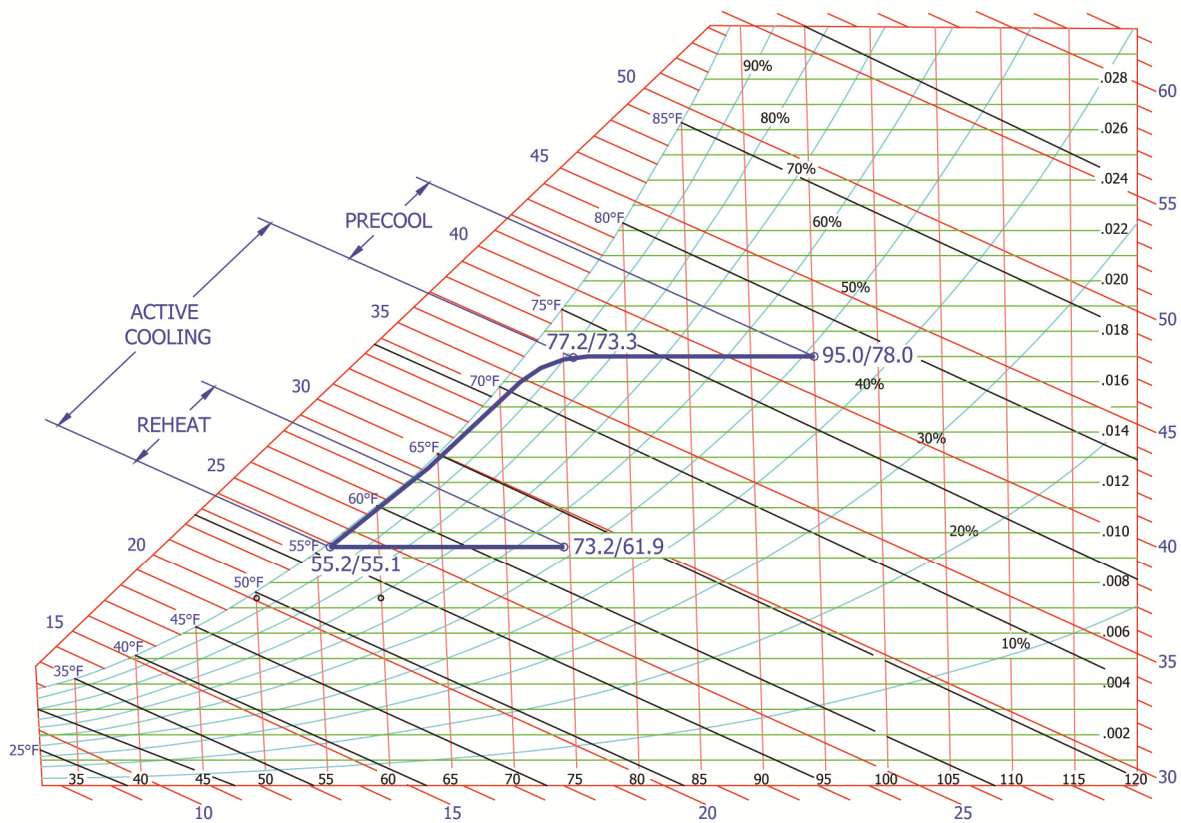 50
90%
.028
60
85°F
80%
.026
45
70%
.024
PRECOOL
80°F
60%
.022
55
40
50%
.020
ACTIVE
COOLING
35
75°F
.018
50
77.2/73.3
95.0/78.0
30
70°F
40%
.016
REHEAT
65°F
30%
.014
45
25
60°F
.012
20
55°F
73.2/61.9
20%
.010
40
55.2/55.1
50°F
.008
15
45°F
.006
40°F
10%
35
35°F
.004
.002
25°F
35 40 45 50 55 60 65 70 75 80 85 90 95 100 105 110 115 120
30
10 15 20 25